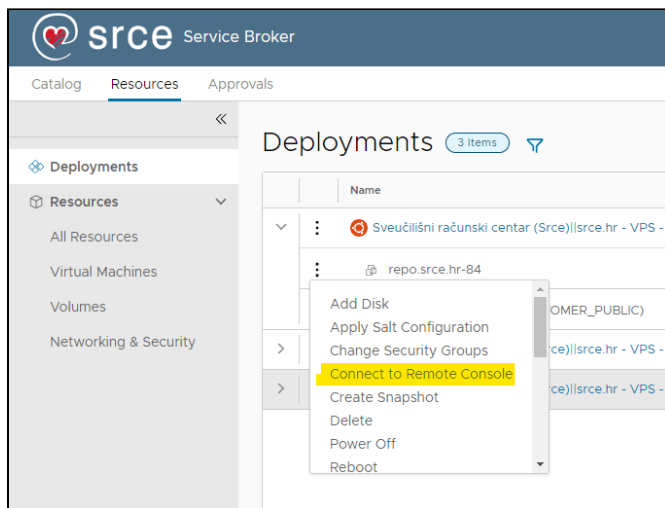 srce Service Broker
Catalog Resources Approvals
Deployments
Resources
All Resources
Virtual Machines
Volumes
Networking & Security
Deployments 3 Items
Name
Sveučilišni računski centar (Srce)||srce.hr - VPS -
repo.srce.hr-84
Add Disk
Apply Salt Configuration
OMER_PUBLIC)
Change Security Groups
ce)||srce.hr - VPS -
Connect to Remote Console
Create Snapshot
rce)||srce.hr - VPS -
Delete
Power Off
Reboot